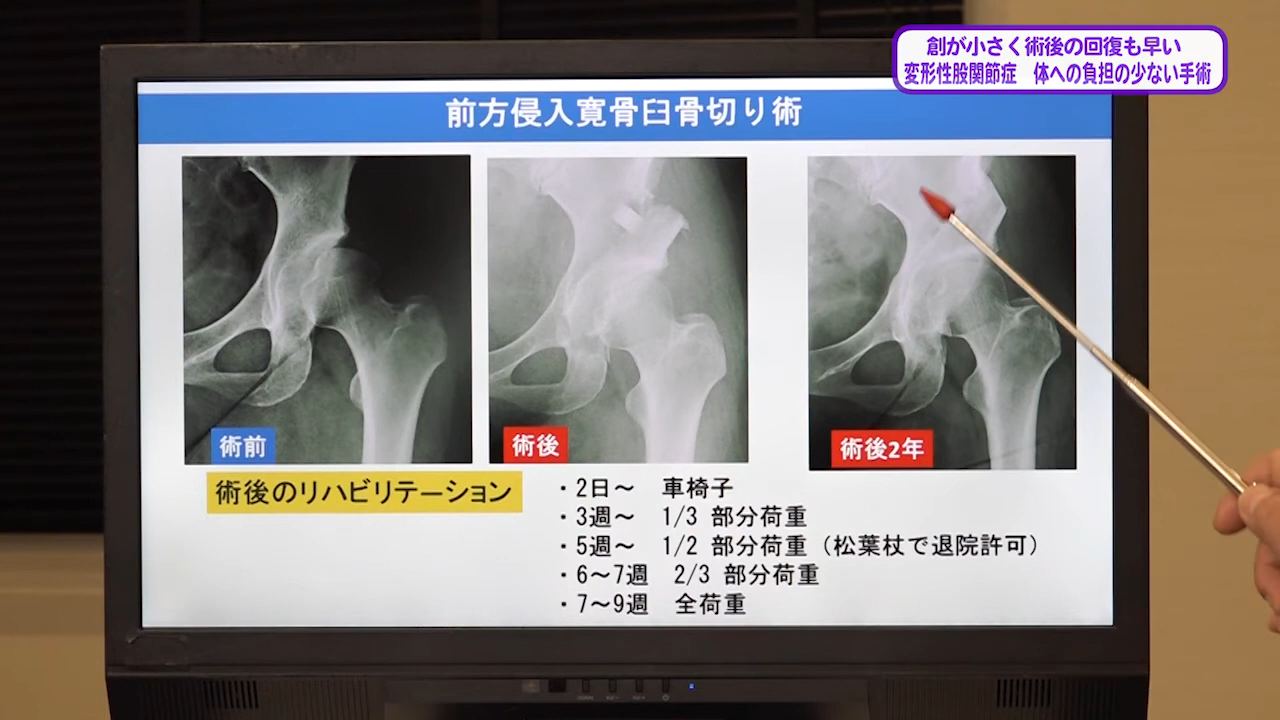 創が小さく術後の回復も早い
変形性股関節症　体への負担の少ない手術
前方侵入寛骨臼骨切り術
術前
術後
術後2年
術後のリハビリテーション
・2日～　車椅子
・3週～　1/3 部分荷重
・5週～　1/2 部分荷重（松葉杖で退院許可）
・6～7週　2/3 部分荷重
・7～9週　全荷重